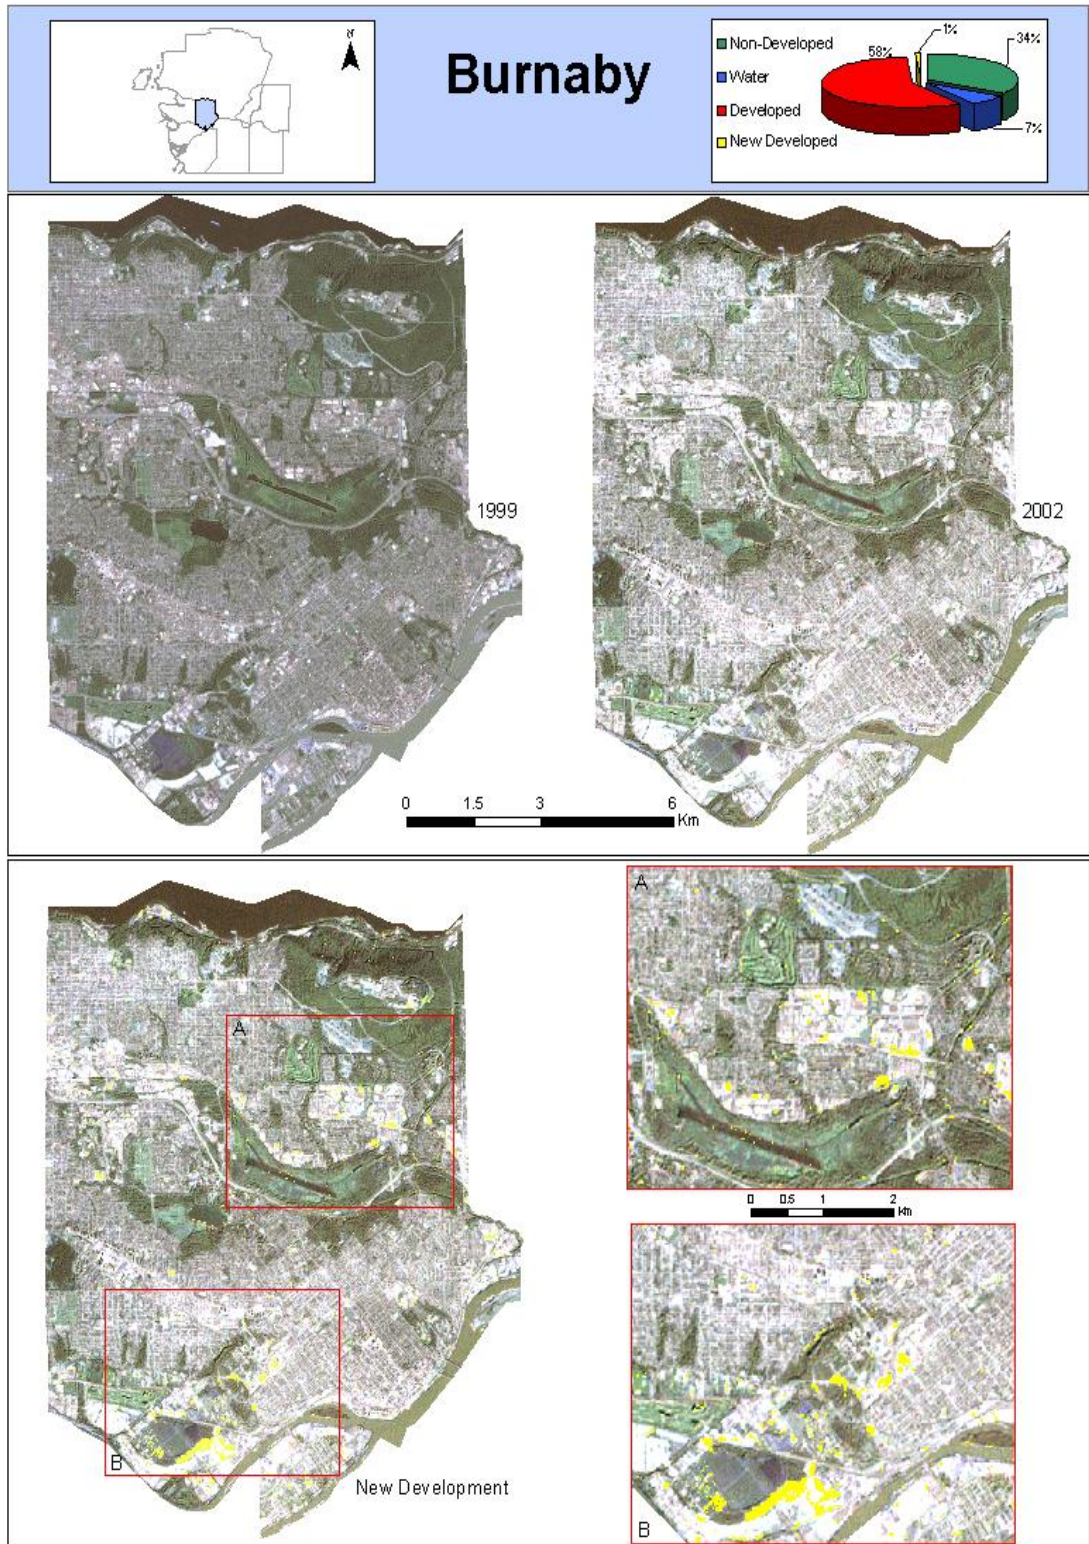 N
Burnaby
Non-Developed
Water
Developed
New Developed
1%
34%
58%
7%
1999
2002
0 1.5 3 6
Km
A
B
New Development
A
0 0.5 1 2
Km
B